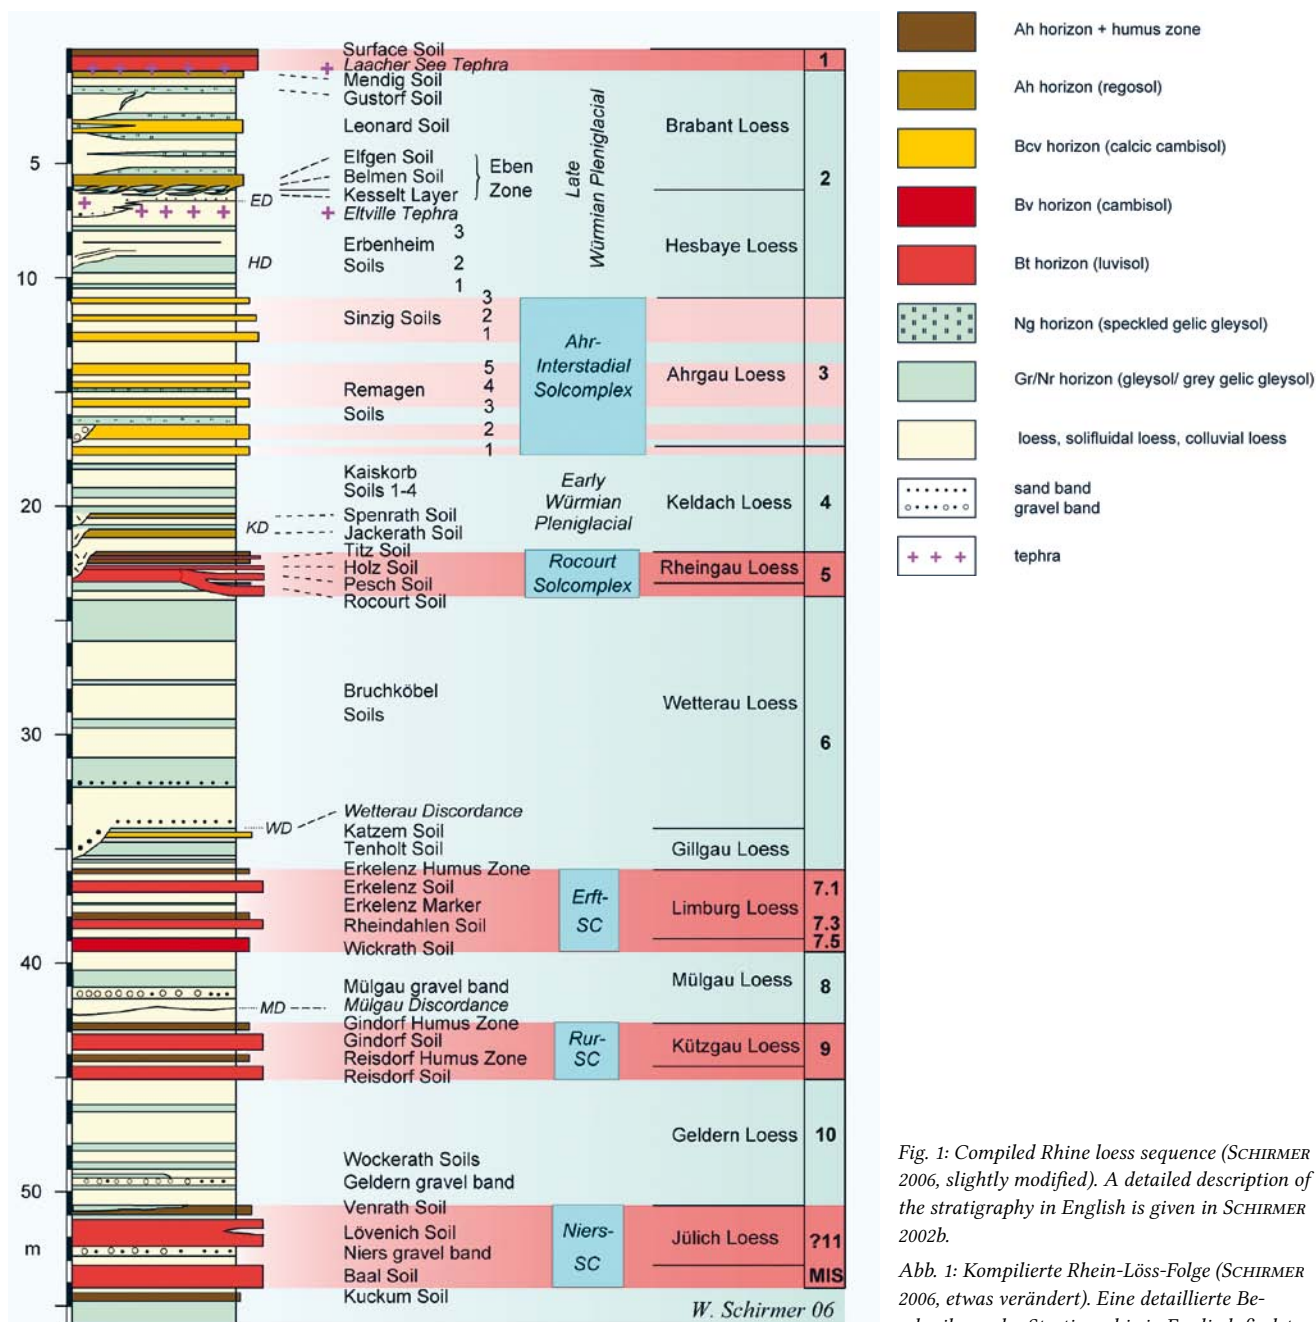 Surface Soil
Laacher See Tephra
Mendig Soil
Gustorf Soil
Leonard Soil
Elfgen Soil
Belmen Soil
Kesselt Layer
Eben
Zone
Eltville Tephra
Erbenheim
Soils
3
2
1
Sinzig Soils
3
2
1
Remagen
Soils
5
4
3
2
1
Kaiskorb
Soils 1-4
Spenrath Soil
Jackerath Soil
Titz Soil
Holz Soil
Pesch Soil
Rocourt Soil
Bruchköbel
Soils
Wetterau Discordance
Katzem Soil
Tenholt Soil
Erkelenz Humus Zone
Erkelenz Soil
Erkelenz Marker
Rheindahlen Soil
Wickrath Soil
Mülgau gravel band
Mülgau Discordance
Gindorf Humus Zone
Gindorf Soil
Reisdorf Humus Zone
Reisdorf Soil
Wockerath Soils
Geldern gravel band
Venrath Soil
Lövenich Soil
Niers gravel band
Baal Soil
Kuckum Soil
5
10
20
30
40
50
m
ED
HD
KD
WD
MD
Late
Würmian Pleniglacial
Ahr-
Interstadial
Solcomplex
Early
Würmian
Pleniglacial
Rocourt
Solcomplex
Erft-
SC
Rur-
SC
Niers-
SC
Brabant Loess
Hesbaye Loess
Ahrgau Loess
Keldach Loess
Rheingau Loess
Wetterau Loess
Gillgau Loess
Limburg Loess
Mülgau Loess
Kützgau Loess
Geldern Loess
Jülich Loess
1
2
3
4
5
6
7.1
7.3
7.5
8
9
10
?11
MIS
W. Schirmer 06
Ah horizon + humus zone
Ah horizon (regosol)
Bcv horizon (calcic cambisol)
Bv horizon (cambisol)
Bt horizon (luvisol)
Ng horizon (speckled gelic gleysol)
Gr/Nr horizon (gleysol/ grey gelic gleysol)
loess, solifluidal loess, colluvial loess
sand band
gravel band
tephra
Fig. 1: Compiled Rhine loess sequence (SCHIRMER
2006, slightly modified). A detailed description of
the stratigraphy in English is given in SCHIRMER
2002b.
Abb. 1: Kompilierte Rhein-Löss-Folge (SCHIRMER
2006, etwas verändert). Eine detaillierte Be-